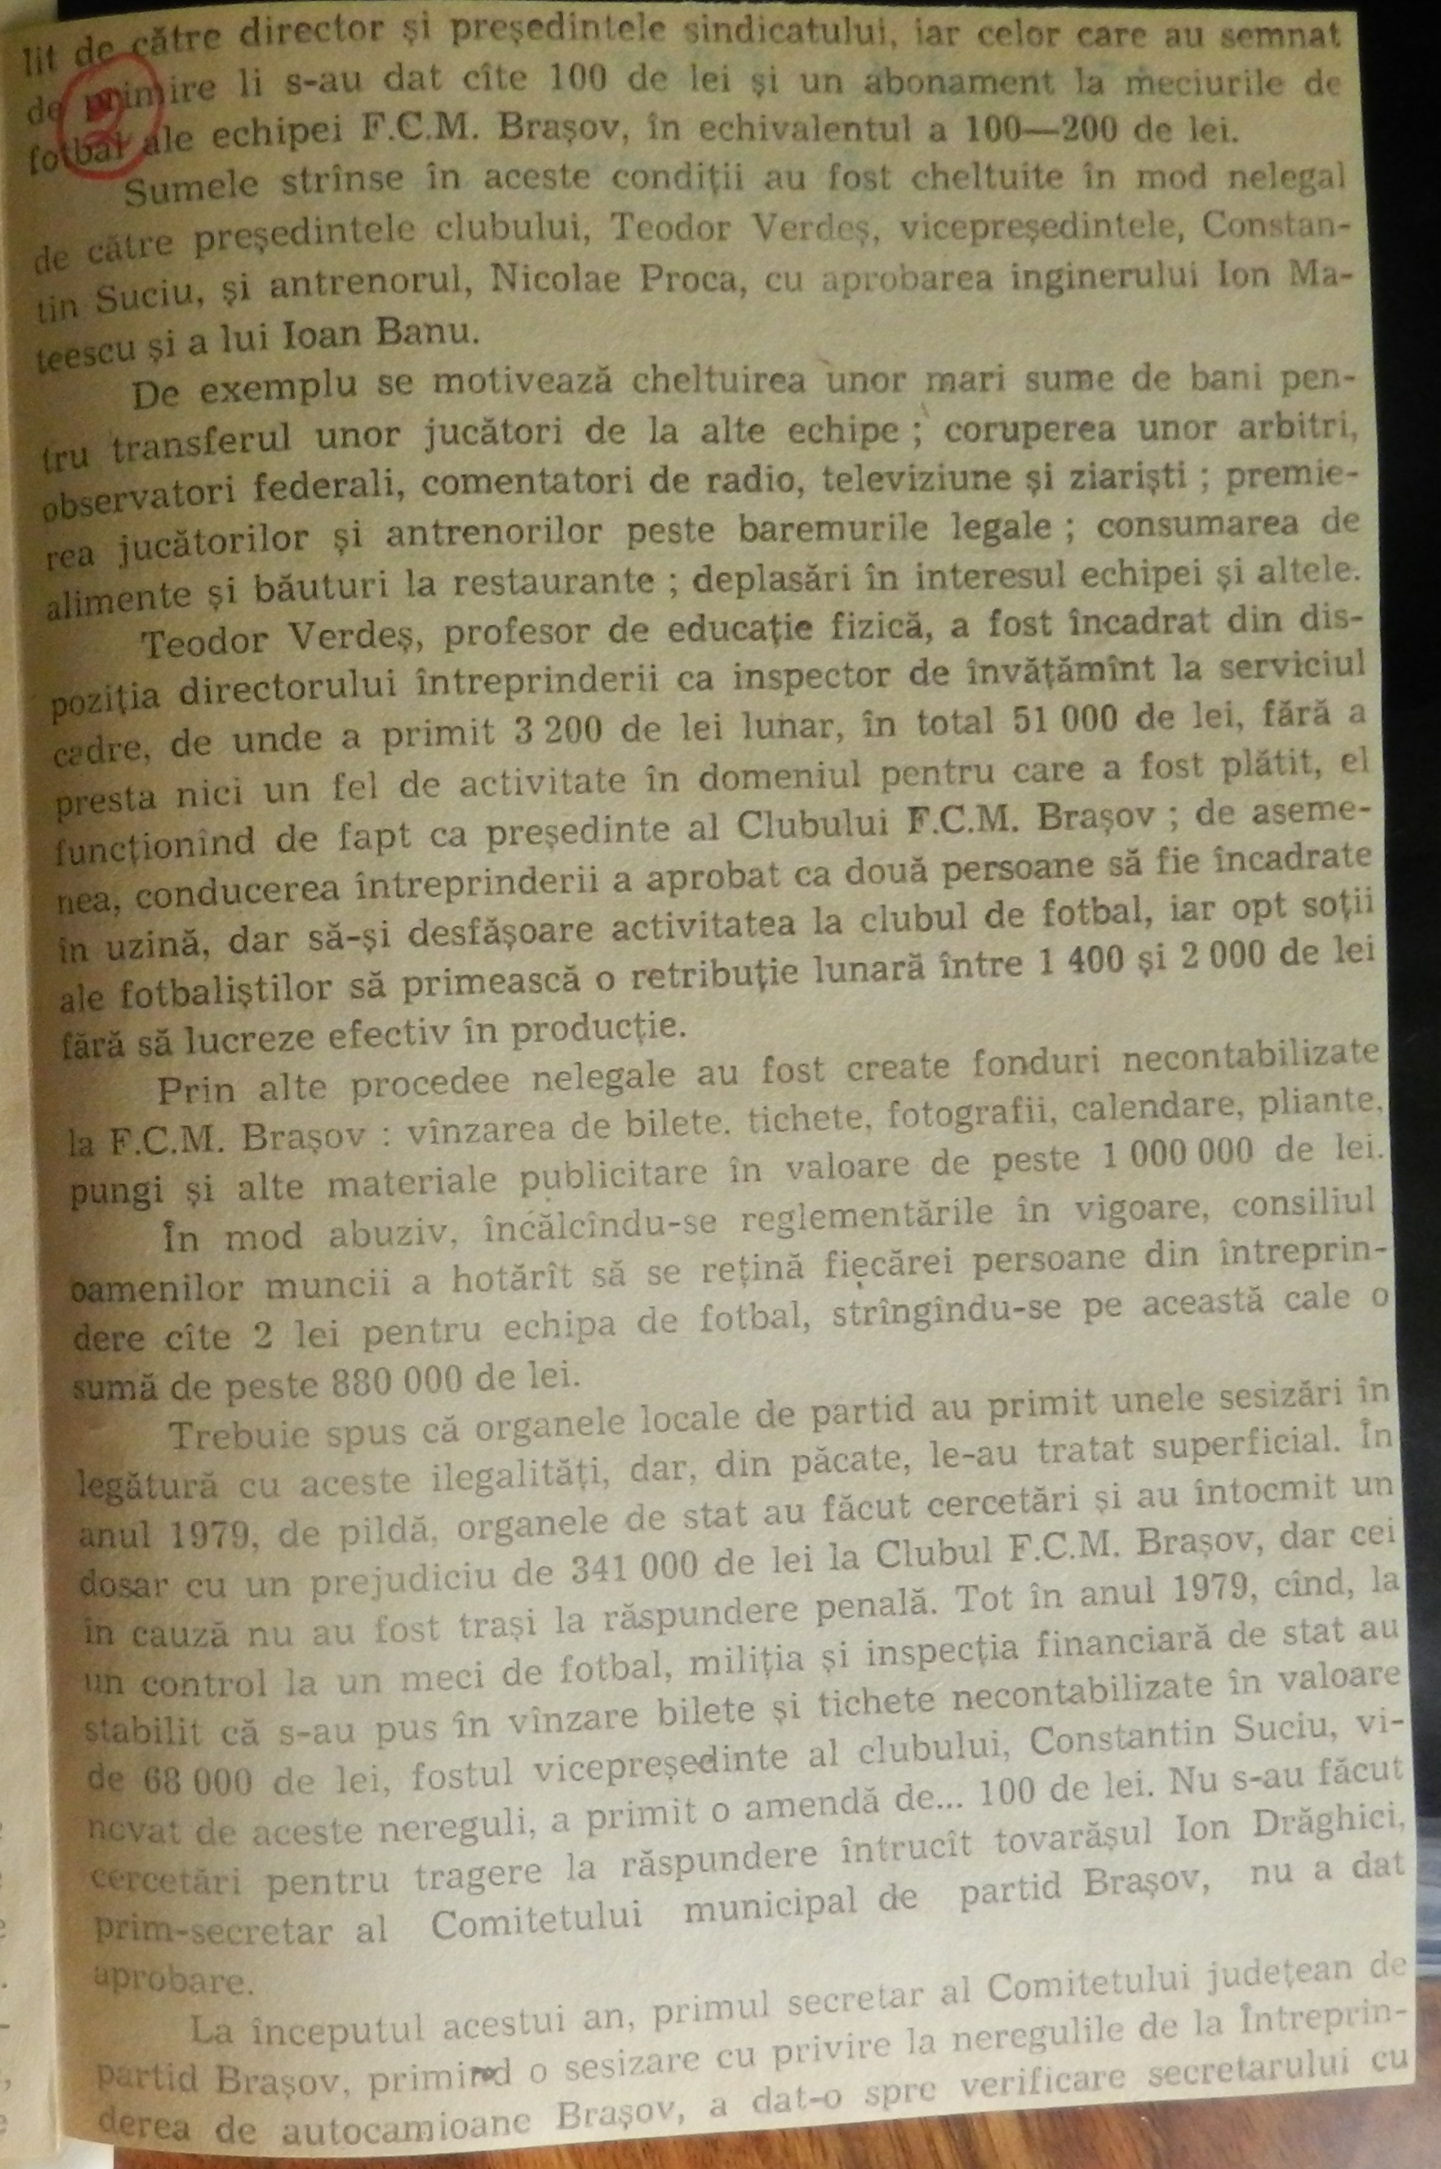 lit de către director și președintele sindicatului, iar celor care au semnat
de primire li s-au dat cîte 100 de lei și un abonament la meciurile de
fotbal ale echipei F.C.M. Brașov, în echivalentul a 100—200 de lei.
2
Sumele strînse în aceste condiții au fost cheltuite în mod nelegal
de către președintele clubului, Teodor Verdeș, vicepreședintele, Constan-
tin Suciu, și antrenorul, Nicolae Proca, cu aprobarea inginerului Ion Ma-
teescu și a lui Ioan Banu.
De exemplu se motivează cheltuirea unor mari sume de bani pen-
tru transferul unor jucători de la alte echipe ; coruperea unor arbitri,
observatori federali, comentatori de radio, televiziune și ziariști ; premie-
rea jucătorilor și antrenorilor peste baremurile legale ; consumarea de
alimente și băuturi la restaurante ; deplasări în interesul echipei și altele.
Teodor Verdeș, profesor de educație fizică, a fost încadrat din dis-
poziția directorului întreprinderii ca inspector de învățămînt la serviciul
cadre, de unde a primit 3 200 de lei lunar, în total 51 000 de lei, fără a
presta nici un fel de activitate în domeniul pentru care a fost plătit, el
funcționînd de fapt ca președinte al Clubului F.C.M. Brașov ; de aseme-
nea, conducerea întreprinderii a aprobat ca două persoane să fie încadrate
în uzină, dar să-și desfășoare activitatea la clubul de fotbal, iar opt soții
ale fotbaliștilor să primească o retribuție lunară între 1 400 și 2 000 de lei
fără să lucreze efectiv în producție.
Prin alte procedee nelegale au fost create fonduri necontabilizate
la F.C.M. Brașov : vînzarea de bilete, tichete, fotografii, calendare, pliante,
pungi și alte materiale publicitare în valoare de peste 1 000 000 de lei.
În mod abuziv, încălcîndu-se reglementările în vigoare, consiliul
oamenilor muncii a hotărît să se rețină fiecărei persoane din întreprin-
dere cîte 2 lei pentru echipa de fotbal, strîngîndu-se pe această cale o
sumă de peste 880 000 de lei.
Trebuie spus că organele locale de partid au primit unele sesizări în
legătură cu aceste ilegalități, dar, din păcate, le-au tratat superficial. În
anul 1979, de pildă, organele de stat au făcut cercetări și au întocmit un
dosar cu un prejudiciu de 341 000 de lei la Clubul F.C.M. Brașov, dar cei
în cauză nu au fost trași la răspundere penală. Tot în anul 1979, cînd, la
un control la un meci de fotbal, miliția și inspecția financiară de stat au
stabilit că s-au pus în vînzare bilete și tichete necontabilizate în valoare
de 68 000 de lei, fostul vicepreședinte al clubului, Constantin Suciu, vi-
novat de aceste nereguli, a primit o amendă de... 100 de lei. Nu s-au făcut
cercetări pentru tragere la răspundere întrucît tovarășul Ion Drăghici,
prim-secretar al Comitetului municipal de partid Brașov, nu a dat
aprobare.
La începutul acestui an, primul secretar al Comitetului județean de
partid Brașov, primind o sesizare cu privire la neregulile de la Întreprin-
derea de autocamioane Brașov, a dat-o spre verificare secretarului cu